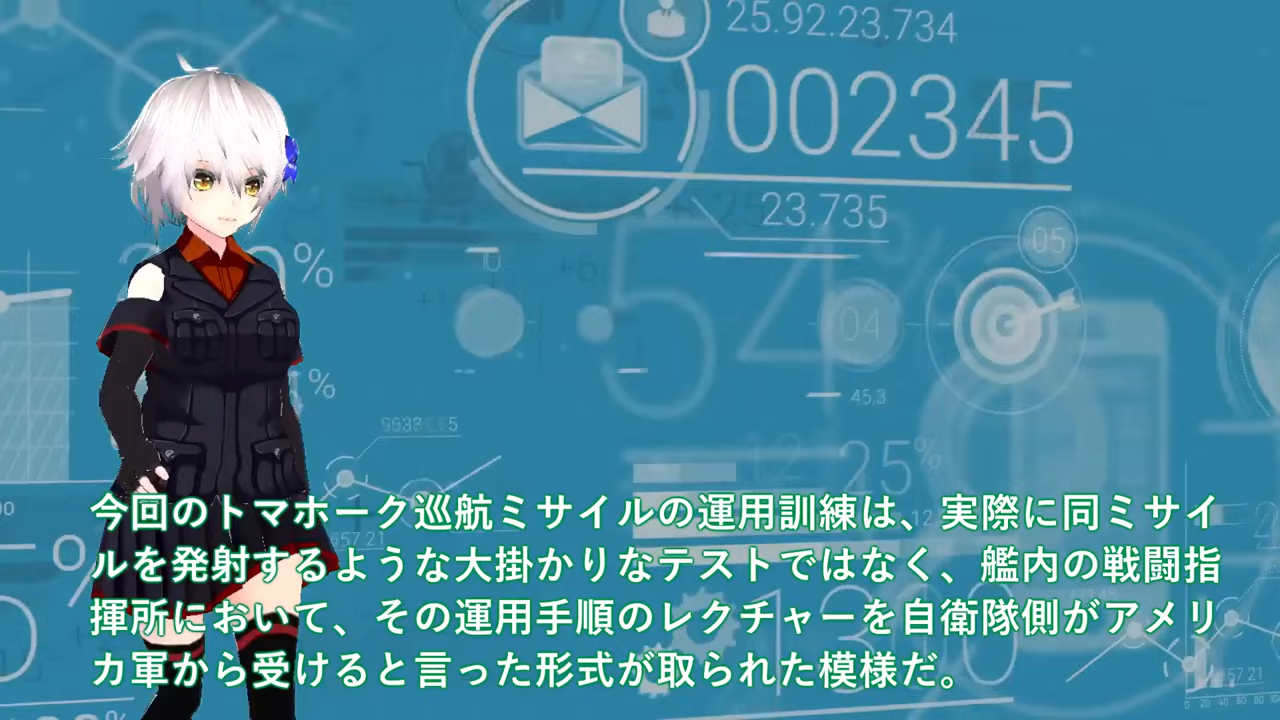 25.92.23.734
002345
23.735
05
04
45.3
25%
今回のトマホーク巡航ミサイルの運用訓練は、実際に同ミサイ
ルを発射するような大掛かりなテストではなく、艦内の戦闘指
揮所において、その運用手順のレクチャーを自衛隊側がアメリ
カ軍から受けると言った形式が取られた模様だ。